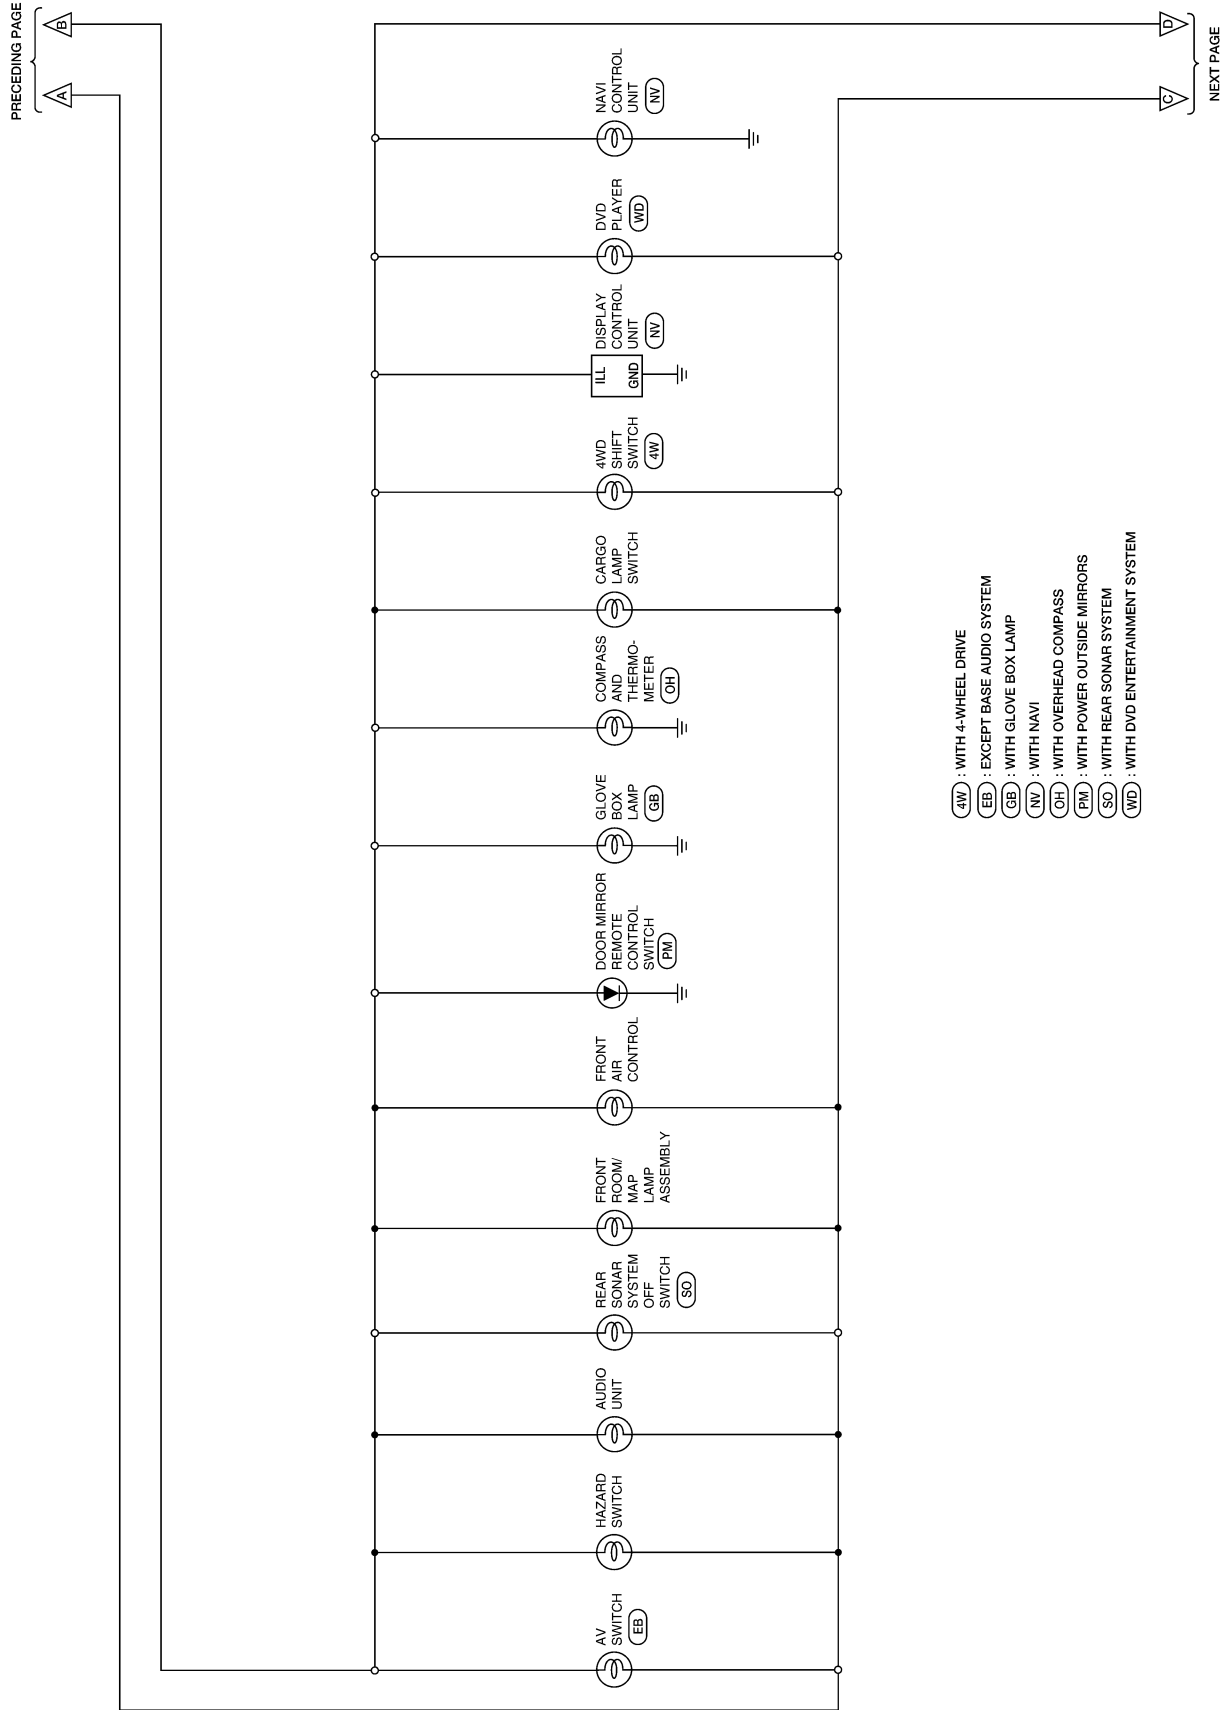 PRECEDING PAGE
A
B
AV
SWITCH
EB
HAZARD
SWITCH
AUDIO
UNIT
REAR
SONAR
SYSTEM
OFF
SWITCH
SO
FRONT
ROOM/
MAP
LAMP
ASSEMBLY
FRONT
AIR
CONTROL
DOOR MIRROR
REMOTE
CONTROL
SWITCH
PM
GLOVE
BOX
LAMP
GB
COMPASS
AND
THERMO-
METER
OH
CARGO
LAMP
SWITCH
4WD
SHIFT
SWITCH
4W
ILL
GND
DISPLAY
CONTROL
UNIT
NV
DVD
PLAYER
WD
NAVI
CONTROL
UNIT
NV
D
C
NEXT PAGE
4W : WITH 4-WHEEL DRIVE
EB : EXCEPT BASE AUDIO SYSTEM
GB : WITH GLOVE BOX LAMP
NV : WITH NAVI
OH : WITH OVERHEAD COMPASS
PM : WITH POWER OUTSIDE MIRRORS
SO : WITH REAR SONAR SYSTEM
WD : WITH DVD ENTERTAINMENT SYSTEM